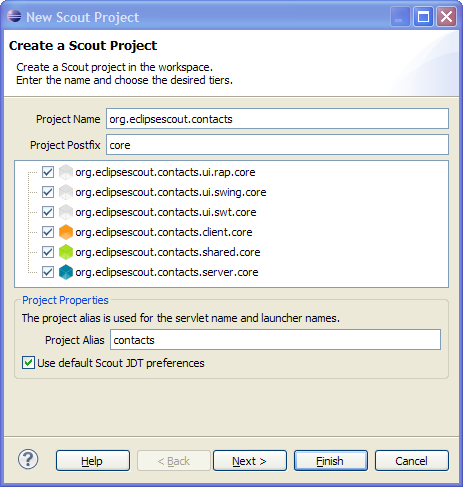 New Scout Project
Create a Scout Project
Create a Scout project in the workspace.
Enter the name and choose the desired tiers.
Project Name org.eclipsescout.contacts
Project Postfix core
org.eclipsescout.contacts.ui.rap.core
org.eclipsescout.contacts.ui.swing.core
org.eclipsescout.contacts.ui.swt.core
org.eclipsescout.contacts.client.core
org.eclipsescout.contacts.shared.core
org.eclipsescout.contacts.server.core
Project Properties
The project alias is used for the servlet name and launcher names.
Project Alias contacts
Use default Scout JDT preferences
? Help < Back Next > Finish Cancel